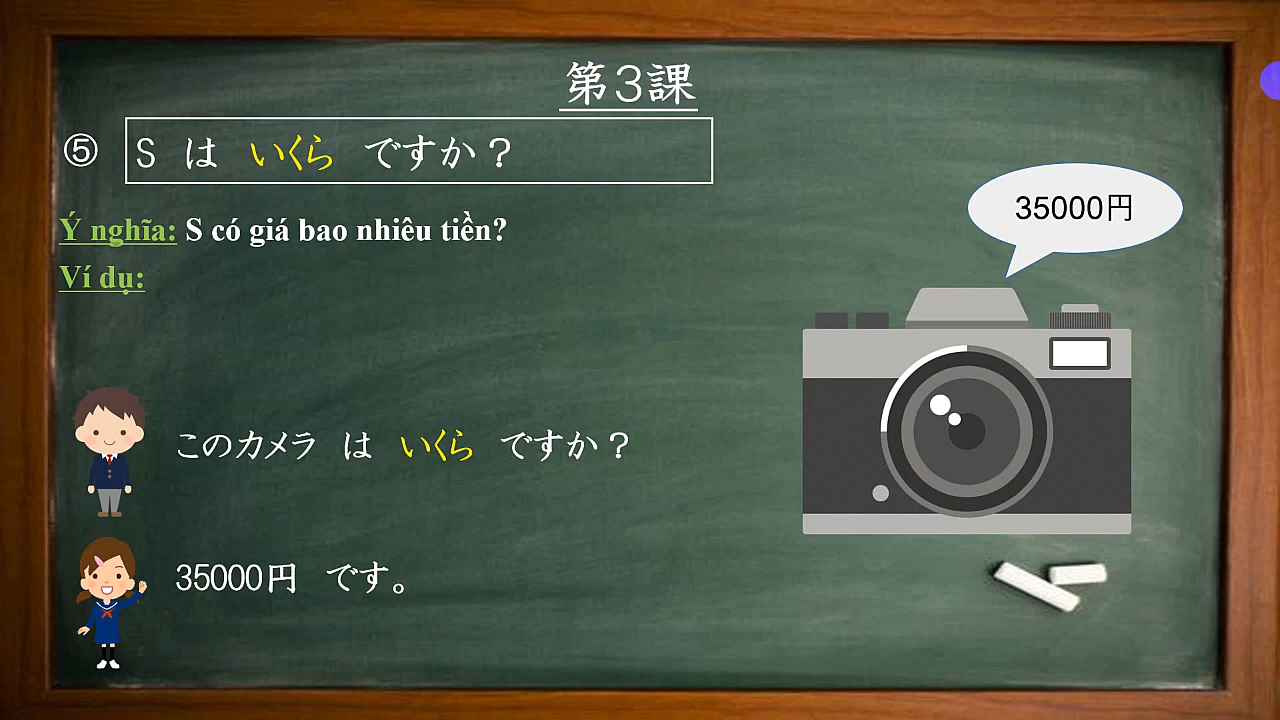 第3課
⑤ S は いくら ですか？
Ý nghĩa: S có giá bao nhiêu tiền?
Ví dụ:
35000円
このカメラ は いくら ですか？
35000円 です。